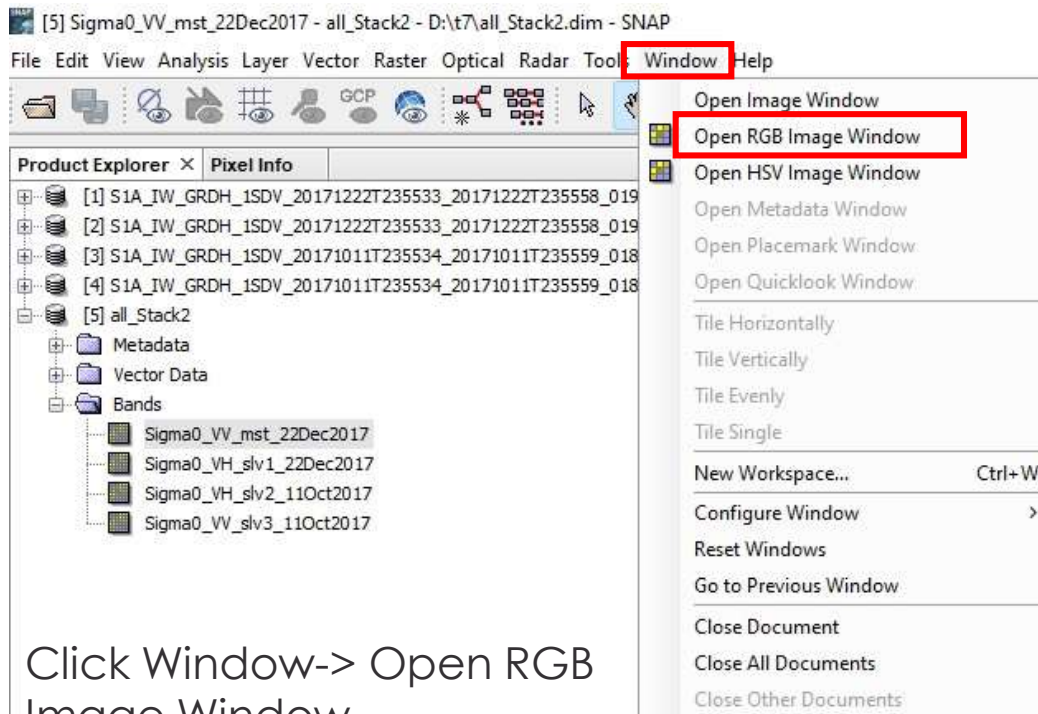 [5] Sigma0_VV_mst_22Dec2017 - all_Stack2 - D:\t7\all_Stack2.dim - SNAP
File Edit View Analysis Layer Vector Raster Optical Radar Tools Window Help
GCP
Open Image Window
Open RGB Image Window
Open HSV Image Window
Open Metadata Window
Open Placemark Window
Open Quicklook Window
Tile Horizontally
Tile Vertically
Tile Evenly
Tile Single
New Workspace... Ctrl+W
Configure Window >
Reset Windows
Go to Previous Window
Close Document
Close All Documents
Close Other Documents
Product Explorer × Pixel Info
[1] S1A_IW_GRDH_1SDV_20171222T235533_20171222T235558_019
[2] S1A_IW_GRDH_1SDV_20171222T235533_20171222T235558_019
[3] S1A_IW_GRDH_1SDV_20171011T235534_20171011T235559_018
[4] S1A_IW_GRDH_1SDV_20171011T235534_20171011T235559_018
[5] all_Stack2
Metadata
Vector Data
Bands
Sigma0_VV_mst_22Dec2017
Sigma0_VH_slv1_22Dec2017
Sigma0_VH_slv2_11Oct2017
Sigma0_VV_slv3_11Oct2017
Click Window-> Open RGB
Image Window